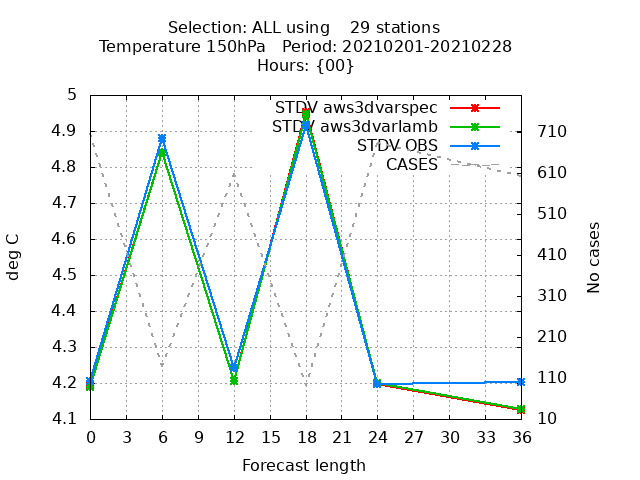 Selection: ALL using 29 stations
Temperature 150hPa Period: 20210201-20210228
Hours: {00}
STDV aws3dvarspec
STDV aws3dvarlamb
STDV OBS
CASES
5
4.9
4.8
4.7
4.6
4.5
4.4
4.3
4.2
4.1
deg C
710
610
510
410
310
210
110
10
No cases
0 3 6 9 12 15 18 21 24 27 30 33 36
Forecast length